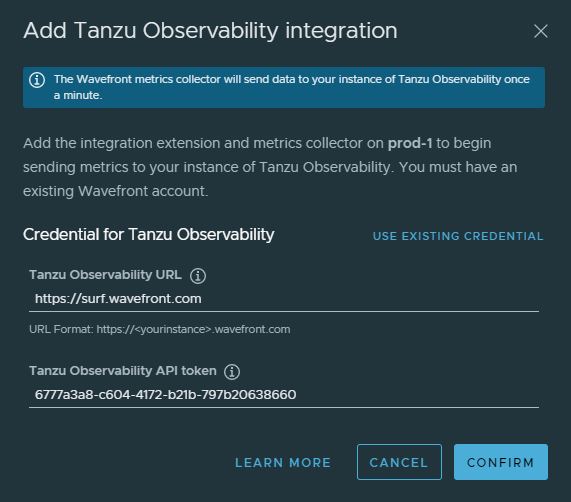 Add Tanzu Observability integration
The Wavefront metrics collector will send data to your instance of Tanzu Observability once
a minute.
Add the integration extension and metrics collector on prod-1 to begin
sending metrics to your instance of Tanzu Observability. You must have an
existing Wavefront account.
Credential for Tanzu Observability
USE EXISTING CREDENTIAL
Tanzu Observability URL
https://surf.wavefront.com
URL Format: https://<yourinstance>.wavefront.com
Tanzu Observability API token
6777a3a8-c604-4172-b21b-797b20638660
LEARN MORE
CANCEL
CONFIRM